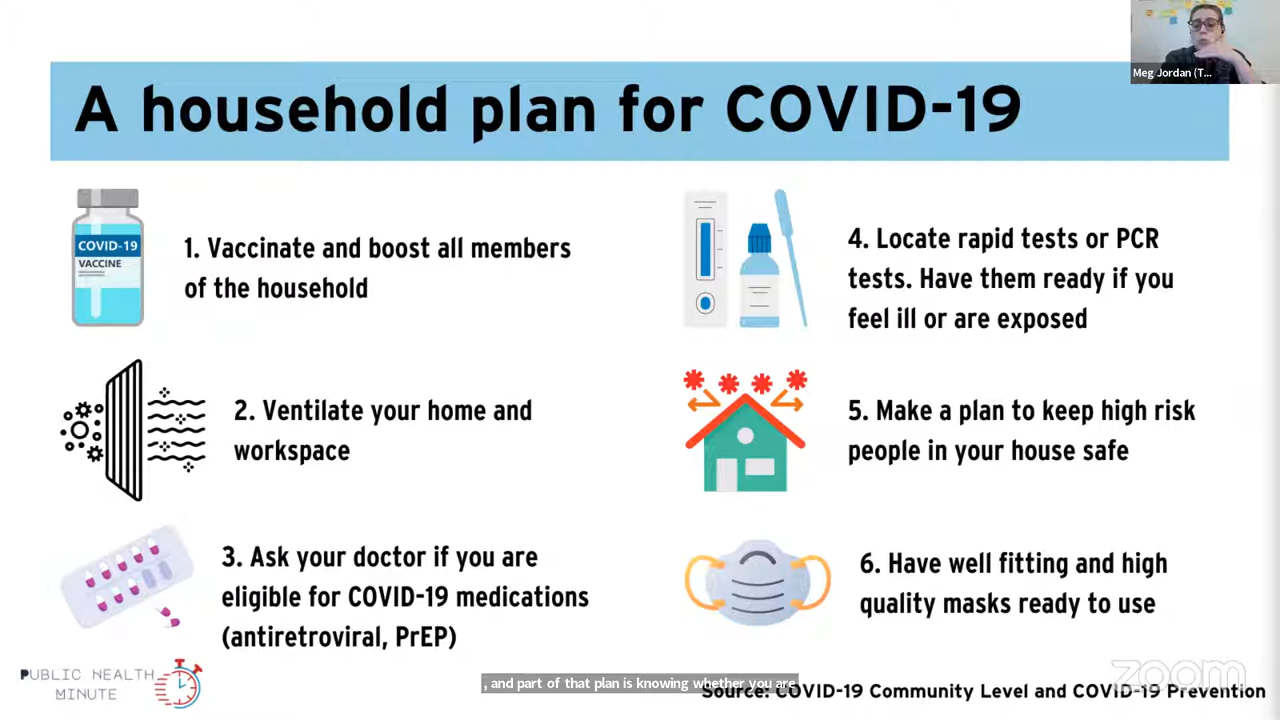 Meg Jordan (T...
A household plan for COVID-19
COVID-19
VACCINE
1. Vaccinate and boost all members
of the household
2. Ventilate your home and
workspace
3. Ask your doctor if you are
eligible for COVID-19 medications
(antiretroviral, PrEP)
4. Locate rapid tests or PCR
tests. Have them ready if you
feel ill or are exposed
5. Make a plan to keep high risk
people in your house safe
6. Have well fitting and high
quality masks ready to use
PUBLIC HEALTH
MINUTE
, and part of that plan is knowing whether you are
zoom
Source: COVID-19 Community Level and COVID-19 Prevention